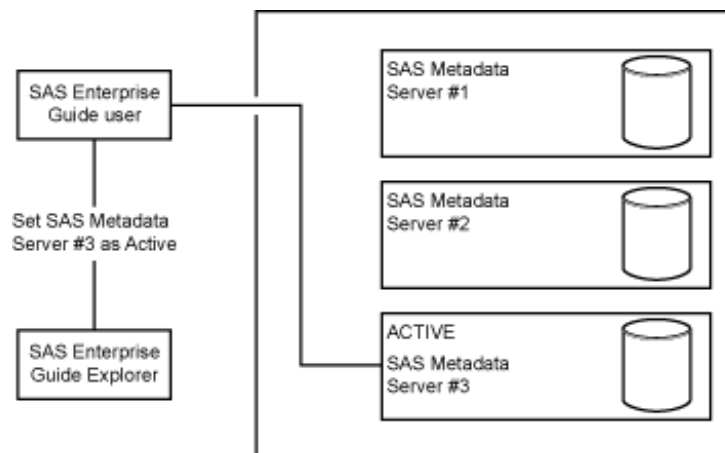 SAS Enterprise
Guide user
Set SAS Metadata
Server #3 as Active
SAS Enterprise
Guide Explorer
SAS Metadata
Server #1
SAS Metadata
Server #2
ACTIVE
SAS Metadata
Server #3